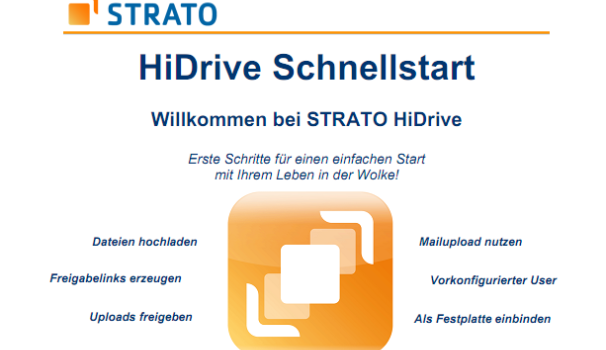 STRATO
HiDrive Schnellstart
Willkommen bei STRATO HiDrive
Erste Schritte für einen einfachen Start
mit Ihrem Leben in der Wolke!
Dateien hochladen
Freigabelinks erzeugen
Uploads freigeben
Mailupload nutzen
Vorkonfigurierter User
Als Festplatte einbinden